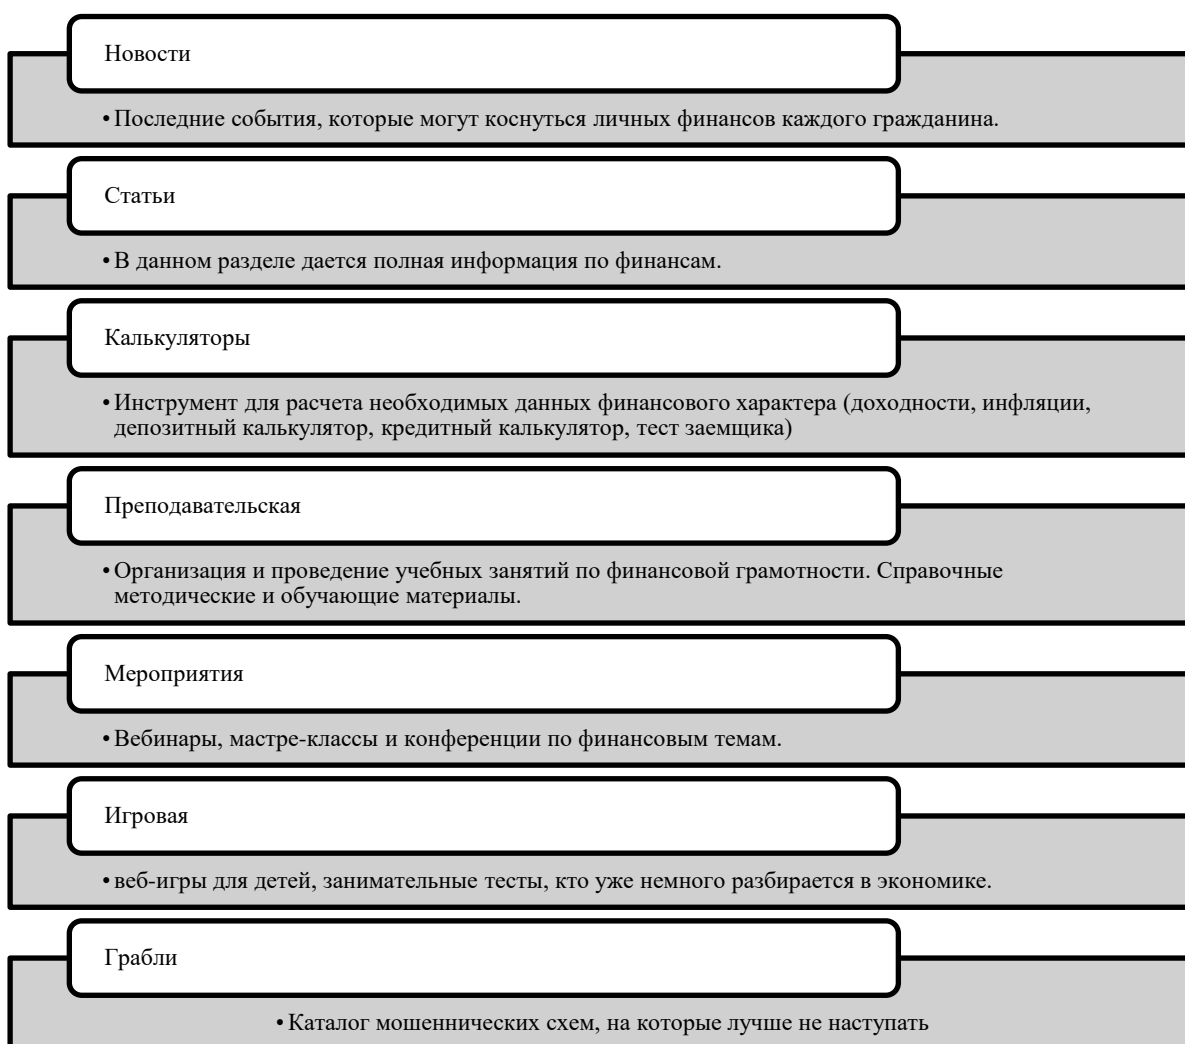 Новости
• Последние события, которые могут коснуться личных финансов каждого гражданина.
Статьи
• В данном разделе дается полная информация по финансам.
Калькуляторы
• Инструмент для расчета необходимых данных финансового характера (доходности, инфляции,
депозитный калькулятор, кредитный калькулятор, тест заемщика)
Преподавательская
• Организация и проведение учебных занятий по финансовой грамотности. Справочные
методические и обучающие материалы.
Мероприятия
• Вебинары, мастре-классы и конференции по финансовым темам.
Игровая
• веб-игры для детей, занимательные тесты, кто уже немного разбирается в экономике.
Грабли
• Каталог мошеннических схем, на которые лучше не наступать